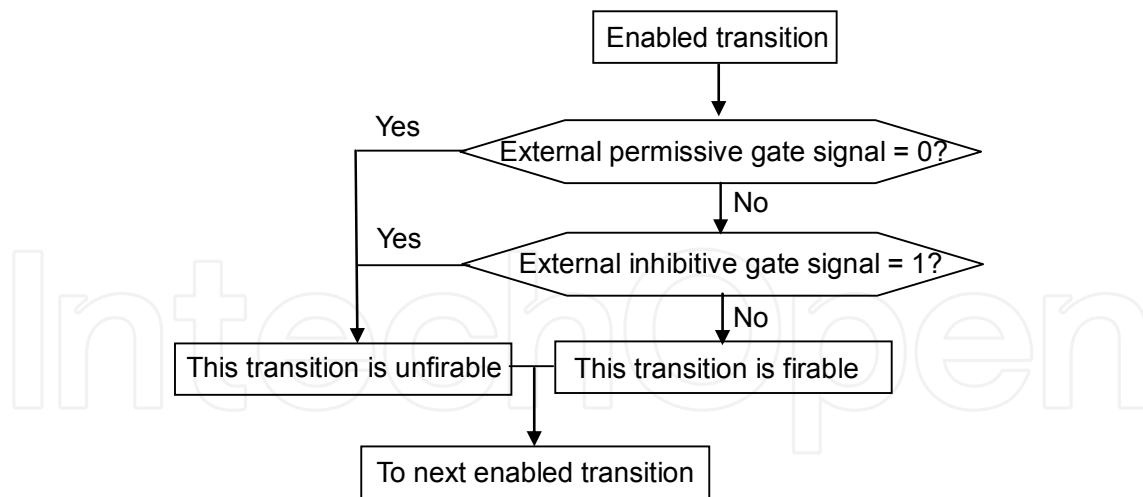 Enabled transition
Yes
External permissive gate signal = 0?
No
Yes
External inhibitive gate signal = 1?
No
This transition is unfirable
This transition is firable
To next enabled transition
IntechOpen